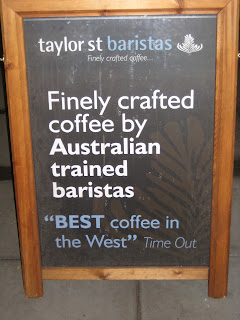 taylor st baristas
Finely crafted coffee...
Finely crafted
coffee by
Australian
trained
baristas
“BEST coffee in
the West” Time Out